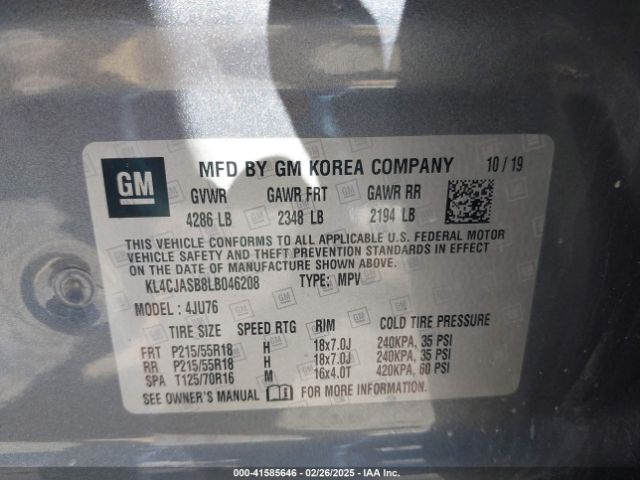 GM
MFD BY GM KOREA COMPANY 10/19
GVWR GAWR FRT GAWR RR
4286 LB 2348 LB 2194 LB
THIS VEHICLE CONFORMS TO ALL APPLICABLE U.S. FEDERAL MOTOR
VEHICLE SAFETY AND THEFT PREVENTION STANDARDS IN EFFECT
ON THE DATE OF MANUFACTURE SHOWN ABOVE.
KL4CJASB8LB046208 TYPE: MPV
MODEL : 4JU76
TIRE SIZE SPEED RTG RIM COLD TIRE PRESSURE
FRT P215/55R18 H 18x7.0J 240KPA, 35 PSI
RR P215/55R18 H 18x7.0J 240KPA, 35 PSI
SPA T125/70R16 M 16x4.0T 420KPA, 60 PSI
SEE OWNER'S MANUAL FOR MORE INFORMATION.
000-41585646 - 02/26/2025 - IAA Inc.